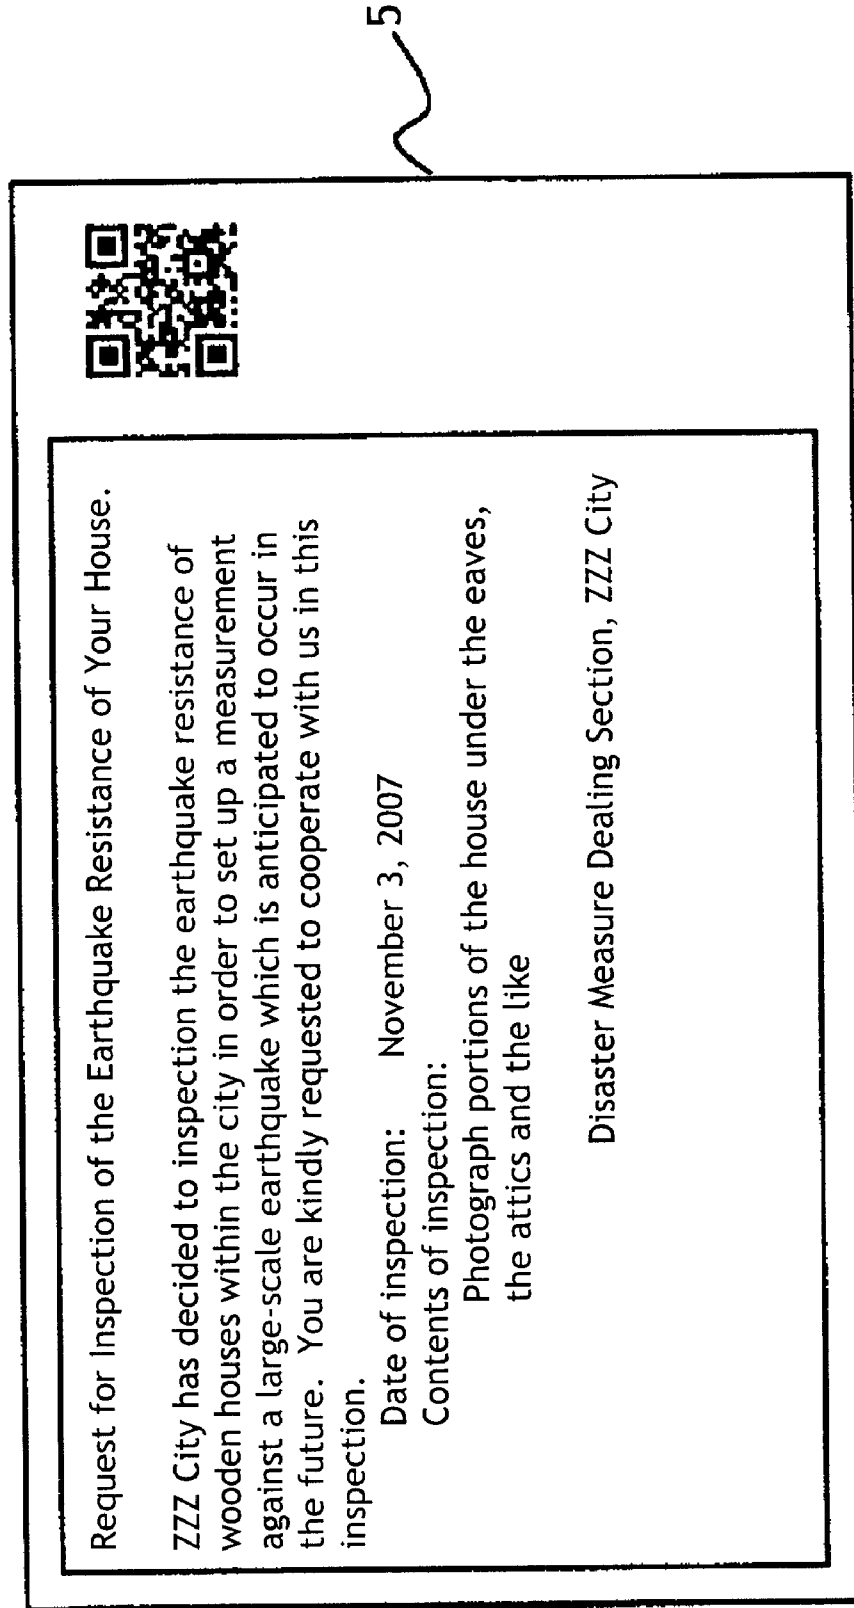 5
Request for Inspection of the Earthquake Resistance of Your House.
ZZZ City has decided to inspection the earthquake resistance of
wooden houses within the city in order to set up a measurement
against a large-scale earthquake which is anticipated to occur in
the future. You are kindly requested to cooperate with us in this
inspection.
Date of inspection: November 3, 2007
Contents of inspection:
Photograph portions of the house under the eaves,
the attics and the like
Disaster Measure Dealing Section, ZZZ City